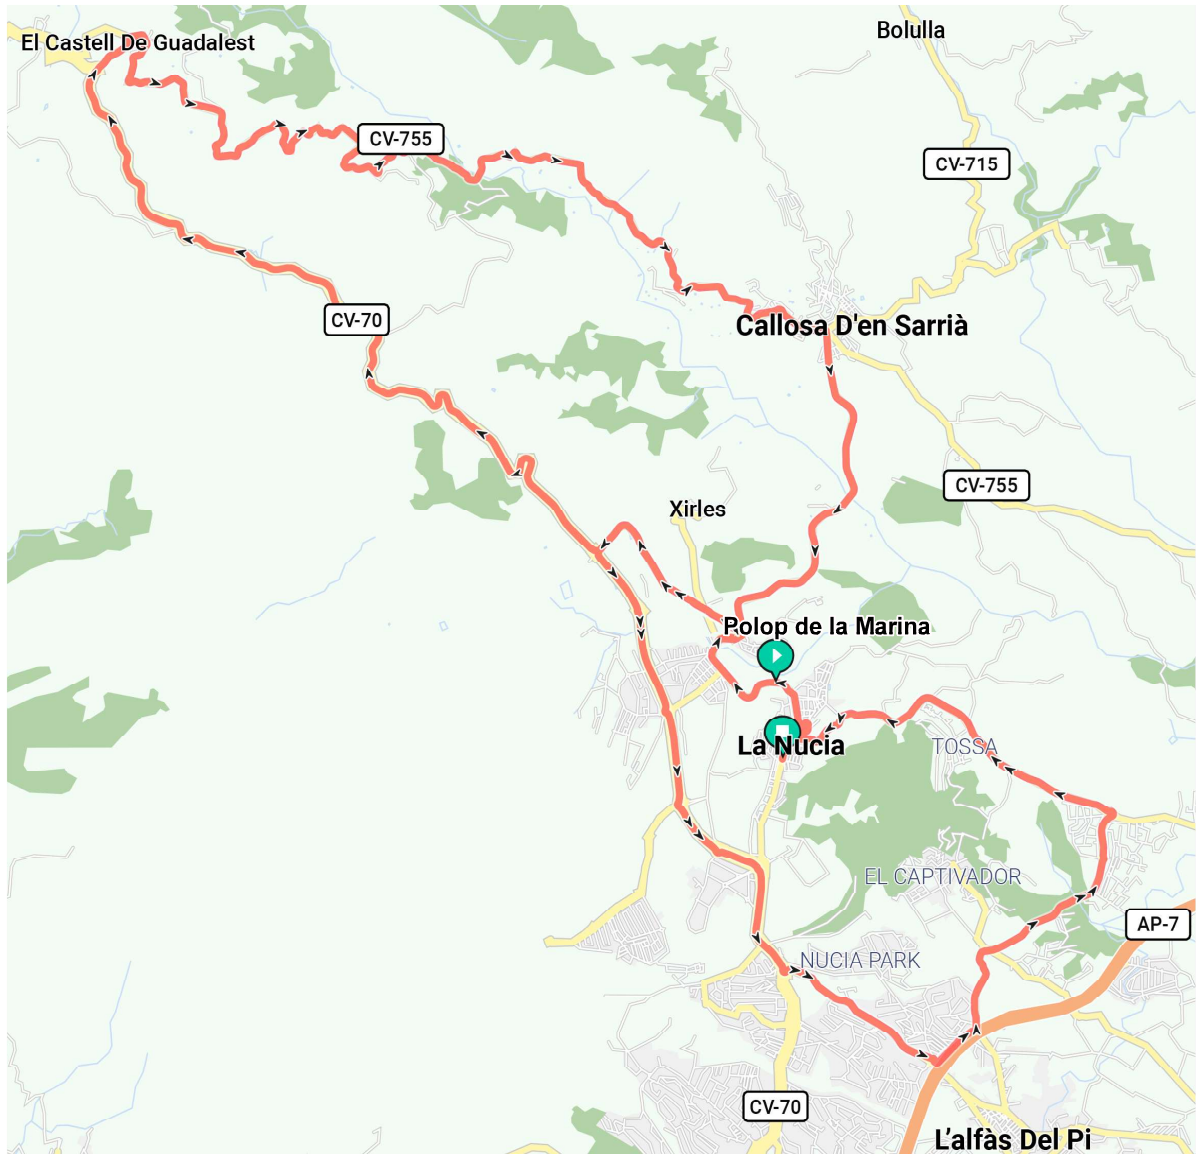 Bolulla
El Castell De Guadalest
CV-755
CV-715
CV-70
Callosa D'en Sarrià
CV-755
Xirles
Polop de la Marina
La Nucia
TOSSA
EL CAPTIVADOR
AP-7
NUCIA PARK
CV-70
L'alfàs Del Pi